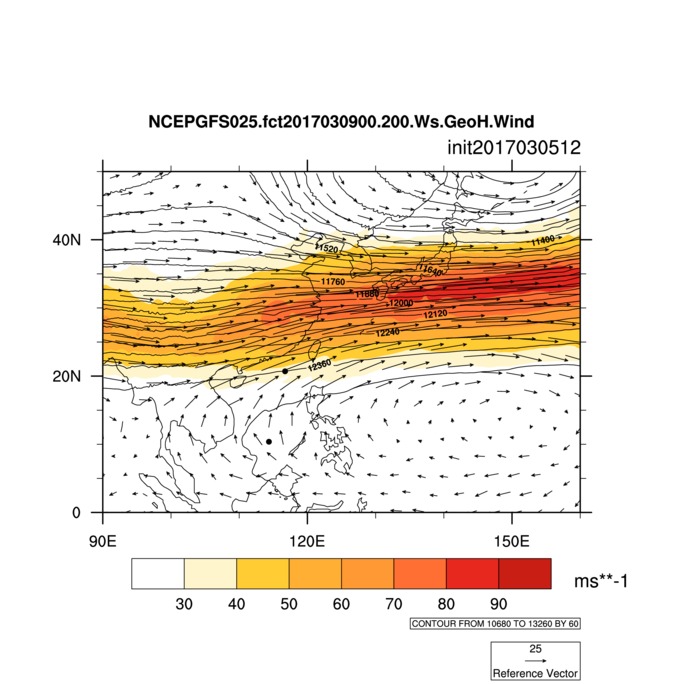 NCEPGFS025.fct2017030900.200.Ws.GeoH.Wind
init2017030512
40N
20N
0
11520
11400
11640
11760
11880
12000
12120
12240
12360
90E 120E 150E
ms**-1
30 40 50 60 70 80 90
CONTOUR FROM 10680 TO 13260 BY 60
25
Reference Vector